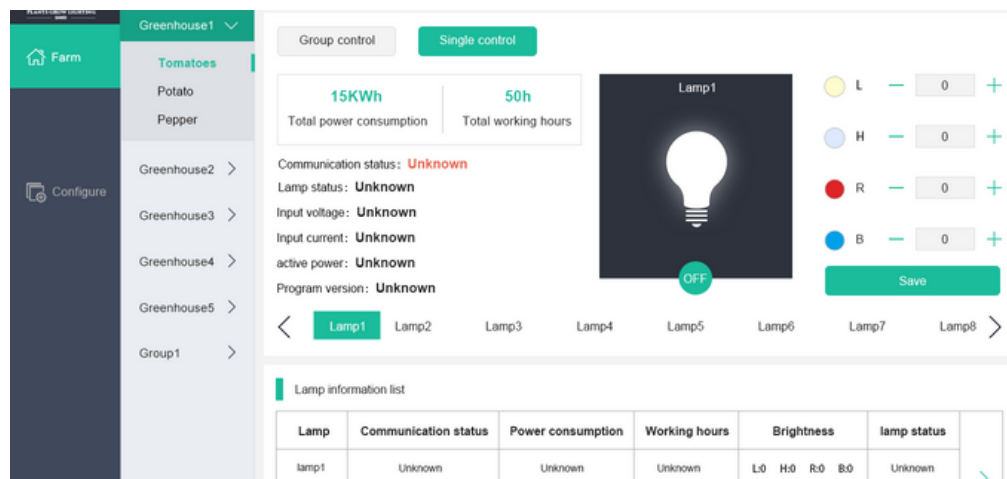 PLANTS GROW LIGHTING
Farm
Configure
Greenhouse1
Tomatoes
Potato
Pepper
Greenhouse2
Greenhouse3
Greenhouse4
Greenhouse5
Group1
Group control Single control
15KWh 50h
Total power consumption Total working hours
Communication status: Unknown
Lamp status: Unknown
Input voltage: Unknown
Input current: Unknown
active power: Unknown
Program version: Unknown
Lamp1
OFF
L — 0 +
H — 0 +
R — 0 +
B — 0 +
Save
Lamp1 Lamp2 Lamp3 Lamp4 Lamp5 Lamp6 Lamp7 Lamp8
Lamp information list
Lamp Communication status Power consumption Working hours Brightness lamp status
lamp1 Unknown Unknown Unknown L:0 H:0 R:0 B:0 Unknown